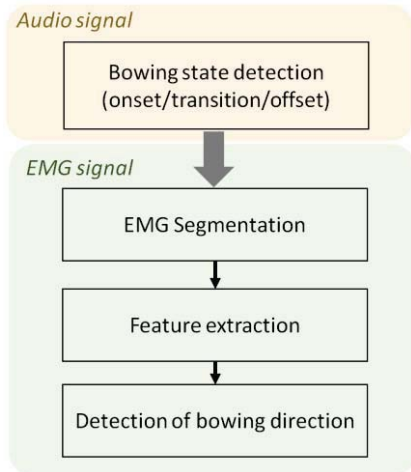 Audio signal
Bowing state detection
(onset/transition/offset)
EMG signal
EMG Segmentation
Feature extraction
Detection of bowing direction